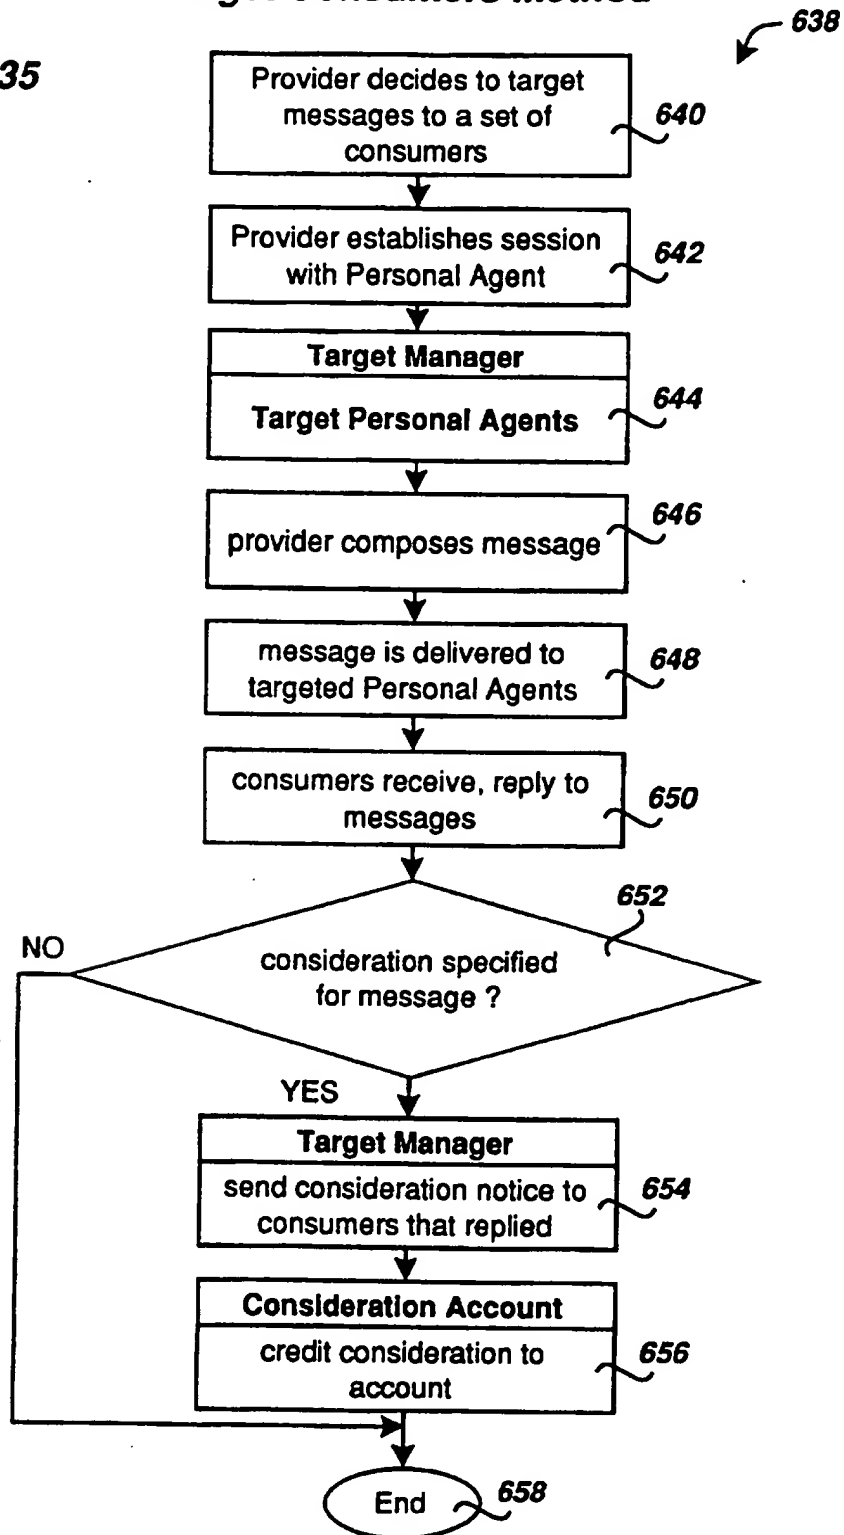 Consumers Method
638
35
Provider decides to target
messages to a set of
consumers
640
Provider establishes session
with Personal Agent
642
Target Manager
Target Personal Agents
644
provider composes message
646
message is delivered to
targeted Personal Agents
648
consumers receive, reply to
messages
650
652
NO
consideration specified
for message ?
YES
Target Manager
send consideration notice to
consumers that replied
654
Consideration Account
credit consideration to
account
656
End
658